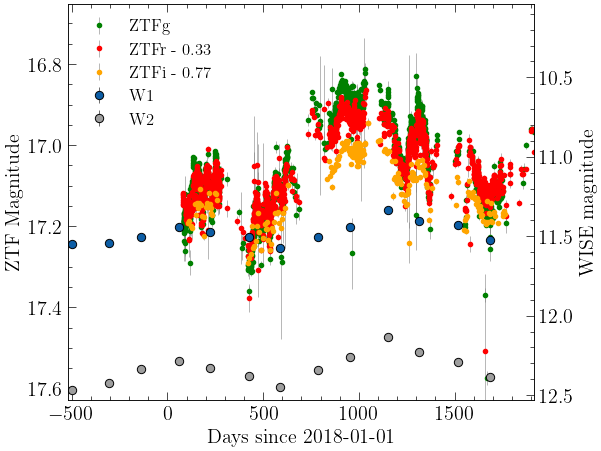 ZTFg
ZTFr - 0.33
ZTFi - 0.77
W1
W2
ZTF Magnitude
16.8
17.0
17.2
17.4
17.6
WISE magnitude
10.5
11.0
11.5
12.0
12.5
−500
0
500
1000
1500
Days since 2018-01-01